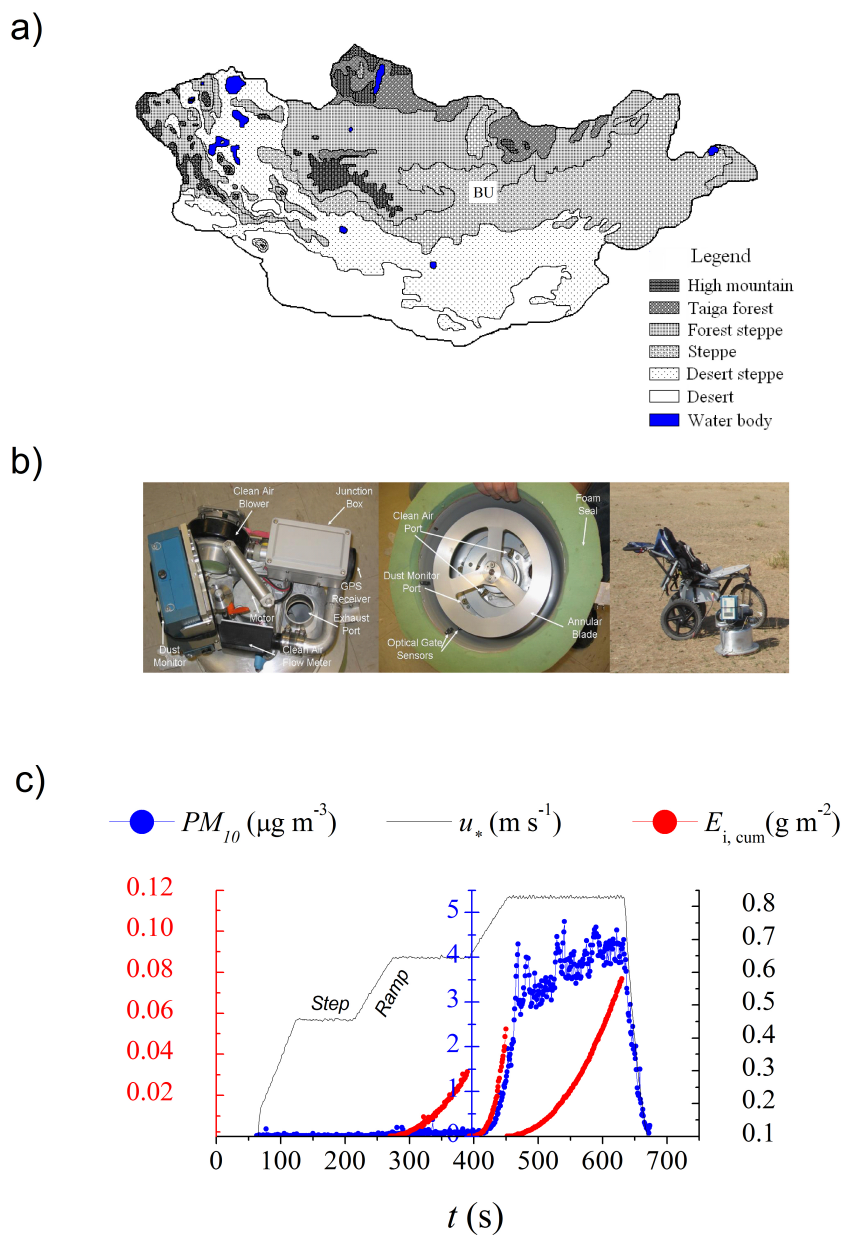 a)
BU
Legend
High mountain
Taiga forest
Forest steppe
Steppe
Desert steppe
Desert
Water body
b)
Clean Air
Blower
Junction
Box
GPS
Receiver
Motor
Exhaust
Port
Dust
Monitor
Clean Air
Flow Meter
Clean Air
Port
Foam
Seal
Dust Monitor
Port
Annular
Blade
Optical Gate
Sensors
c)
PM10 (μg m-3)
u* (m s-1)
Ei, cum(g m-2)
0.12
0.10
0.08
0.06
0.04
0.02
5
4
3
2
1
0
0.8
0.7
0.6
0.5
0.4
0.3
0.2
0.1
Step
Ramp
0 100 200 300 400 500 600 700
t (s)